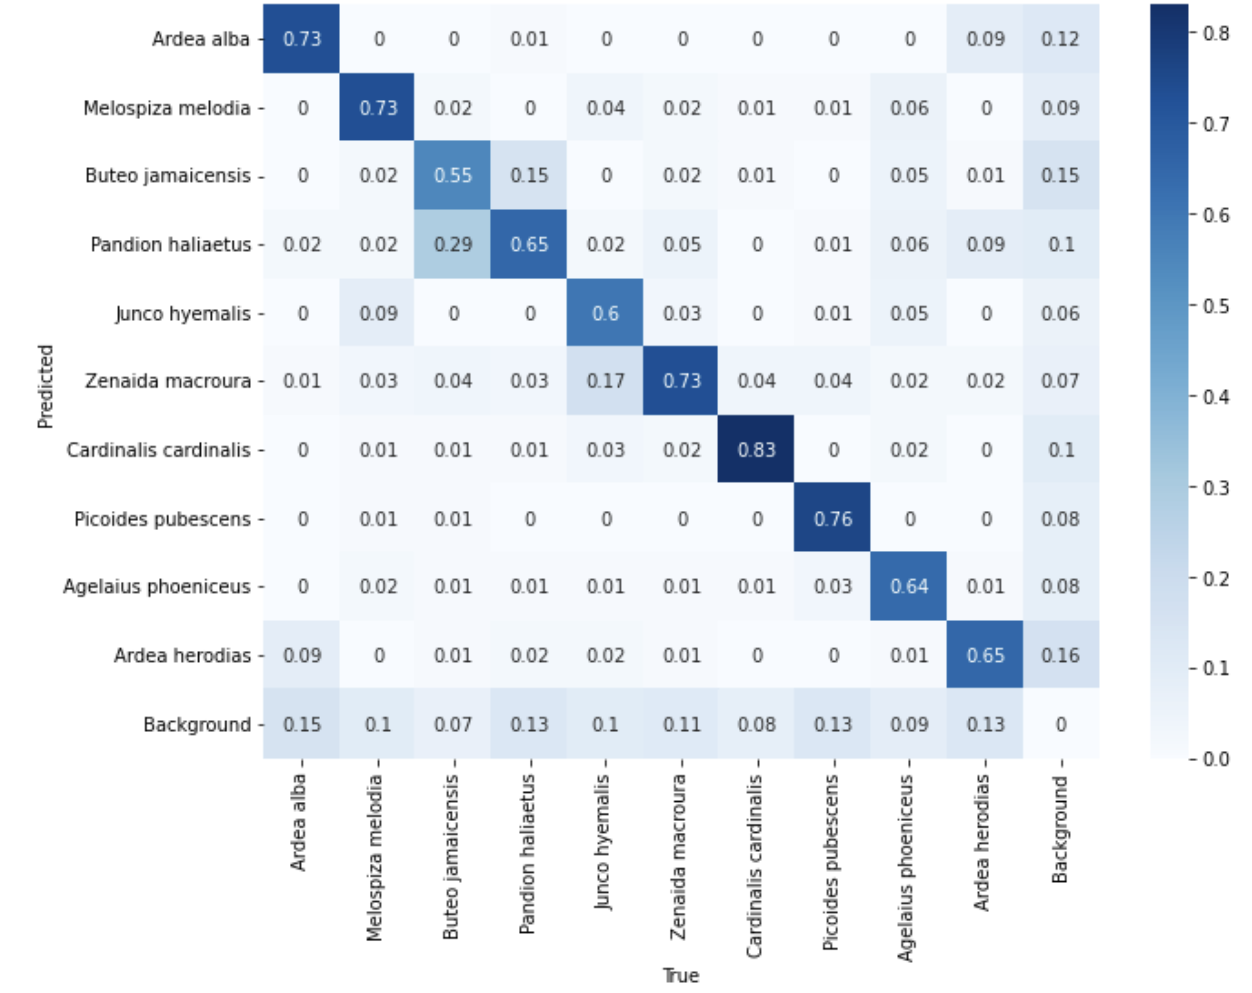 Ardea alba 0.73 0 0 0.01 0 0 0 0 0 0.09 0.12
Melospiza melodia 0 0.73 0.02 0 0.04 0.02 0.01 0.01 0.06 0 0.09
Buteo jamaicensis 0 0.02 0.55 0.15 0 0.02 0.01 0 0.05 0.01 0.15
Pandion haliaetus 0.02 0.02 0.29 0.65 0.02 0.05 0 0.01 0.06 0.09 0.1
Junco hyemalis 0 0.09 0 0 0.6 0.03 0 0.01 0.05 0 0.06
Zenaida macroura 0.01 0.03 0.04 0.03 0.17 0.73 0.04 0.04 0.02 0.02 0.07
Cardinalis cardinalis 0 0.01 0.01 0.01 0.03 0.02 0.83 0 0.02 0 0.1
Picoides pubescens 0 0.01 0.01 0 0 0 0 0.76 0 0 0.08
Agelaius phoeniceus 0 0.02 0.01 0.01 0.01 0.01 0.01 0.03 0.64 0.01 0.08
Ardea herodias 0.09 0 0.01 0.02 0.02 0.01 0 0 0.01 0.65 0.16
Background 0.15 0.1 0.07 0.13 0.1 0.11 0.08 0.13 0.09 0.13 0
Predicted
Ardea alba
Melospiza melodia
Buteo jamaicensis
Pandion haliaetus
Junco hyemalis
Zenaida macroura
Cardinalis cardinalis
Picoides pubescens
Agelaius phoeniceus
Ardea herodias
Background
True
0.8
0.7
0.6
0.5
0.4
0.3
0.2
0.1
0.0